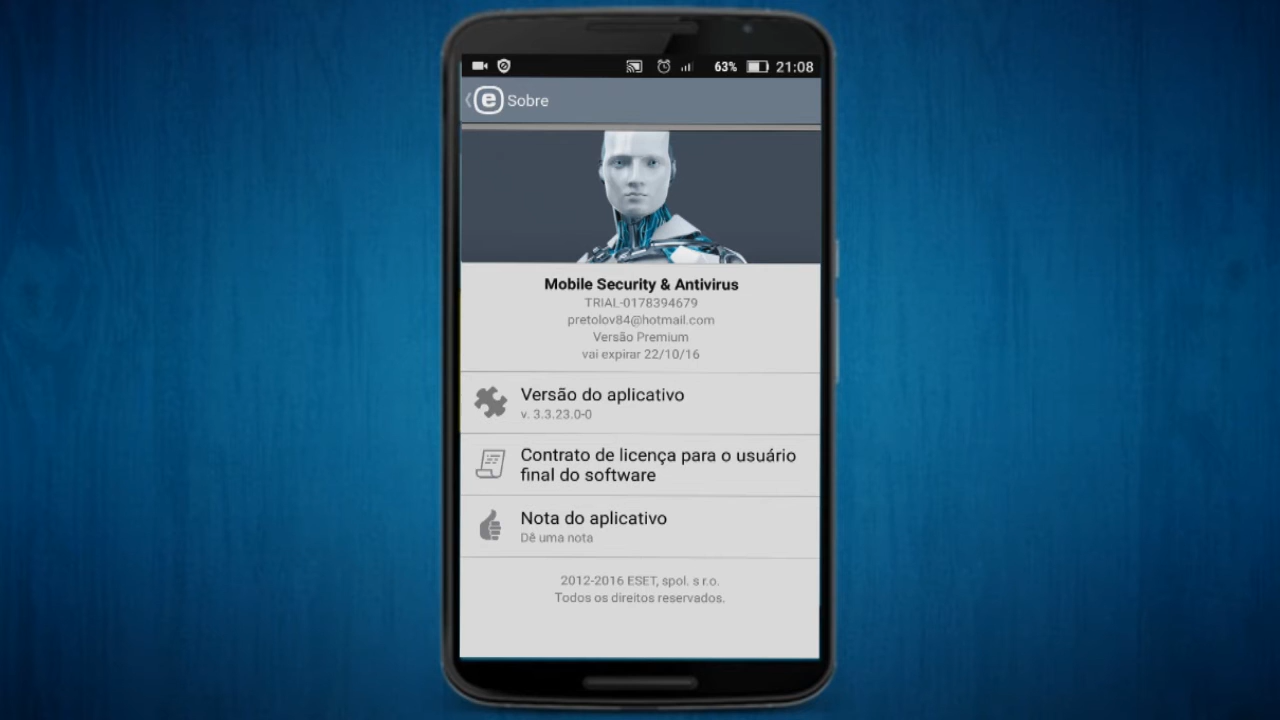 63% 21:08
e Sobre
Mobile Security & Antivirus
TRIAL-0178394679
pretolov84@hotmail.com
Versão Premium
vai expirar 22/10/16
Versão do aplicativo
v. 3.3.23.0-0
Contrato de licença para o usuário
final do software
Nota do aplicativo
Dê uma nota
2012-2016 ESET, spol. s r.o.
Todos os direitos reservados.